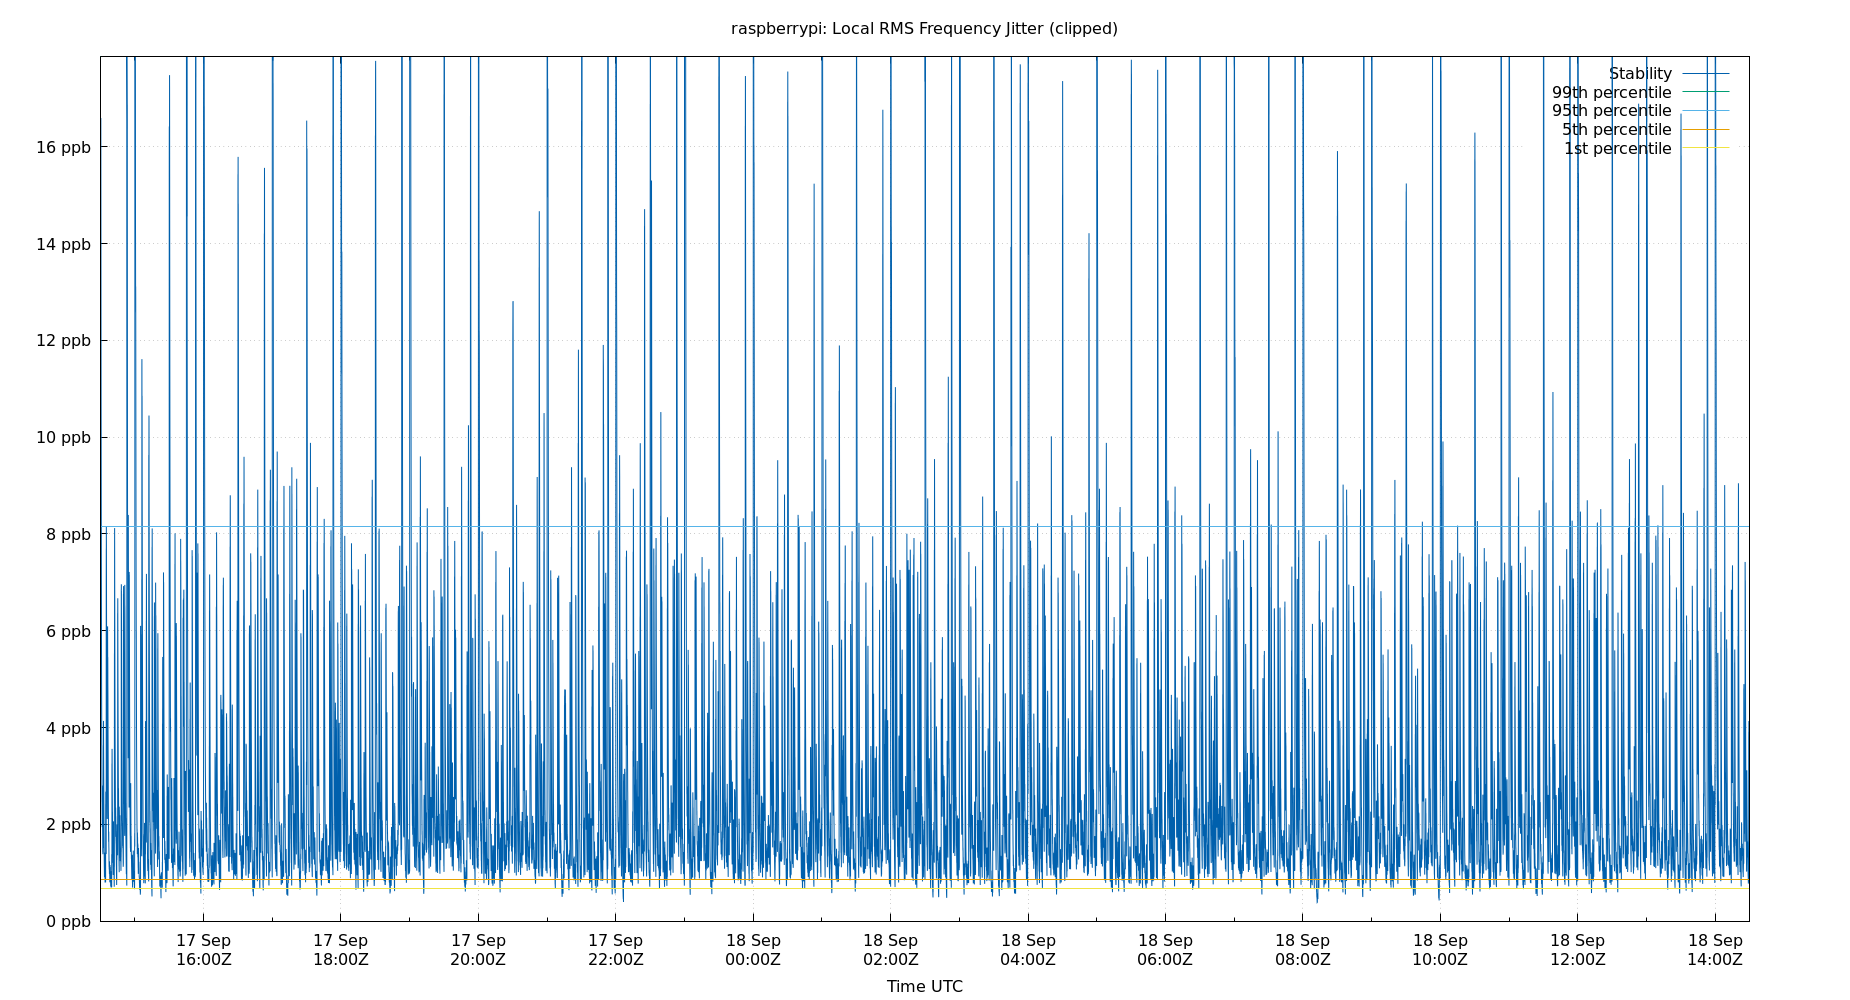 raspberrypi: Local RMS Frequency Jitter (clipped)
Stability
99th percentile
95th percentile
5th percentile
1st percentile
16 ppb
14 ppb
12 ppb
10 ppb
8 ppb
6 ppb
4 ppb
2 ppb
0 ppb
17 Sep 17 Sep 17 Sep 17 Sep 18 Sep 18 Sep 18 Sep 18 Sep 18 Sep 18 Sep 18 Sep 18 Sep
16:00Z 18:00Z 20:00Z 22:00Z 00:00Z 02:00Z 04:00Z 06:00Z 08:00Z 10:00Z 12:00Z 14:00Z
Time UTC